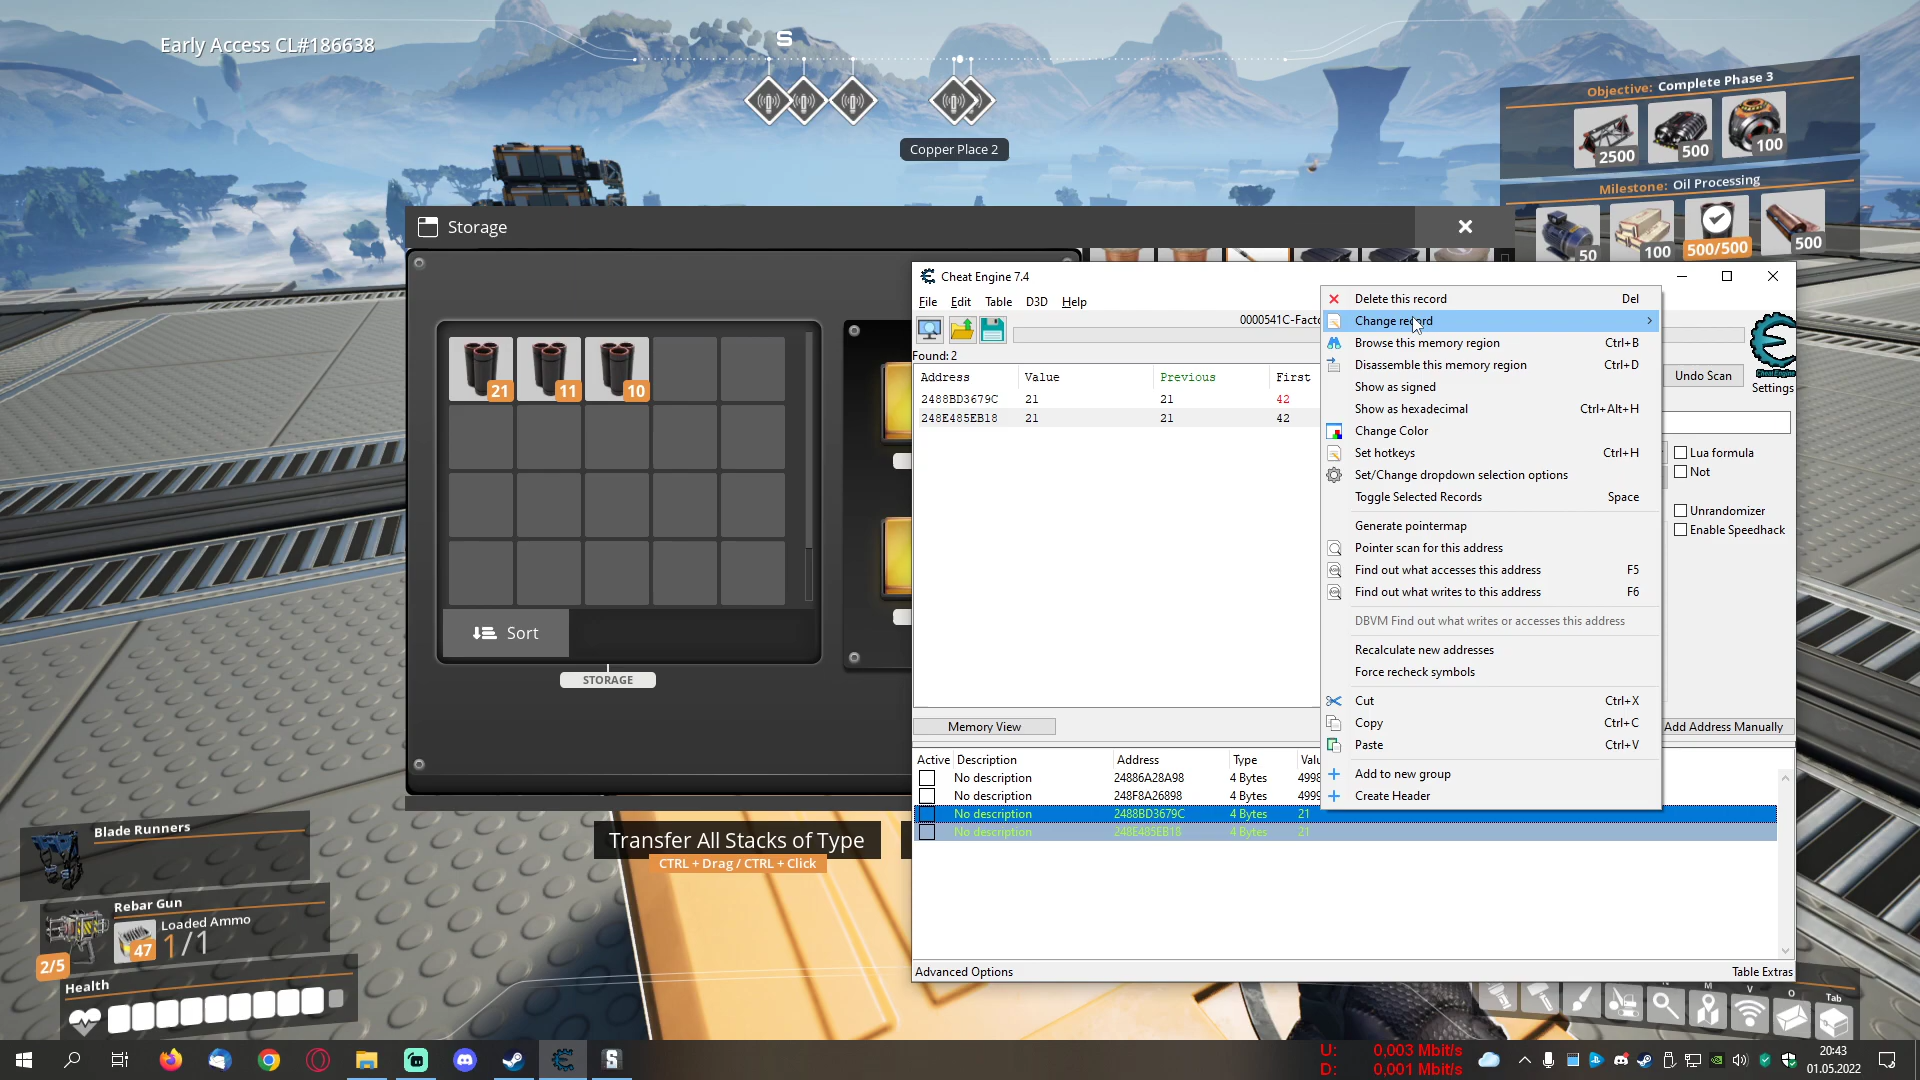 Early Access CL#186638
S
Copper Place 2
Objective: Complete Phase 3
2500
500
100
Milestone: Oil Processing
50
100
500/500
500
Storage
21
11
10
Sort
STORAGE
Transfer All Stacks of Type
CTRL + Drag / CTRL + Click
Cheat Engine 7.4
File Edit Table D3D Help
0000541C-Facto
Found: 2
Address Value Previous First
2488BD3679C 21 21 42
248E485EB18 21 21 42
Undo Scan
Cheat Engine
Settings
Lua formula
Not
Unrandomizer
Enable Speedhack
Delete this record Del
Change record
Browse this memory region Ctrl+B
Disassemble this memory region Ctrl+D
Show as signed
Show as hexadecimal Ctrl+Alt+H
Change Color
Set hotkeys Ctrl+H
Set/Change dropdown selection options
Toggle Selected Records Space
Generate pointermap
Pointer scan for this address
Find out what accesses this address F5
Find out what writes to this address F6
DBVM Find out what writes or accesses this address
Recalculate new addresses
Force recheck symbols
Cut Ctrl+X
Copy Ctrl+C
Paste Ctrl+V
Add to new group
Create Header
Memory View
Add Address Manually
Active Description Address Type Valu
No description 24886A28A98 4 Bytes 4998
No description 248F8A26898 4 Bytes 4999
No description 2488BD3679C 4 Bytes 21
No description 248E485EB18 4 Bytes 21
Advanced Options
Table Extras
Blade Runners
Rebar Gun
Loaded Ammo
47
1/1
2/5
Health
M
V
O
Tab
U: 0,003 Mbit/s
D: 0,001 Mbit/s
20:43
01.05.2022